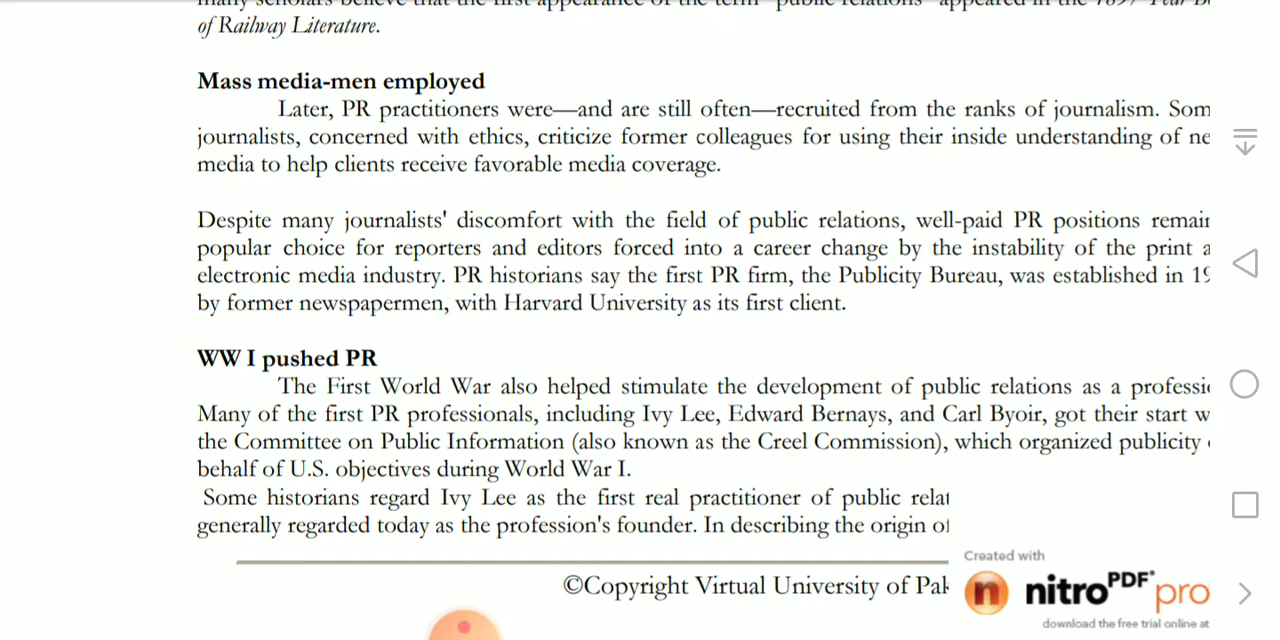 of Railway Literature.
Mass media-men employed
Later, PR practitioners were—and are still often—recruited from the ranks of journalism. Som
journalists, concerned with ethics, criticize former colleagues for using their inside understanding of ne
media to help clients receive favorable media coverage.
Despite many journalists' discomfort with the field of public relations, well-paid PR positions remain
popular choice for reporters and editors forced into a career change by the instability of the print a
electronic media industry. PR historians say the first PR firm, the Publicity Bureau, was established in
by former newspapermen, with Harvard University as its first client.
WW I pushed PR
The First World War also helped stimulate the development of public relations as a professi
Many of the first PR professionals, including Ivy Lee, Edward Bernays, and Carl Byoir, got their start w
the Committee on Public Information (also known as the Creel Commission), which organized publicity
behalf of U.S. objectives during World War I.
Some historians regard Ivy Lee as the first real practitioner of public relat
generally regarded today as the profession's founder. In describing the origin of
©Copyright Virtual University of Pak
Created with
nitroPDF® pro
download the free trial online at